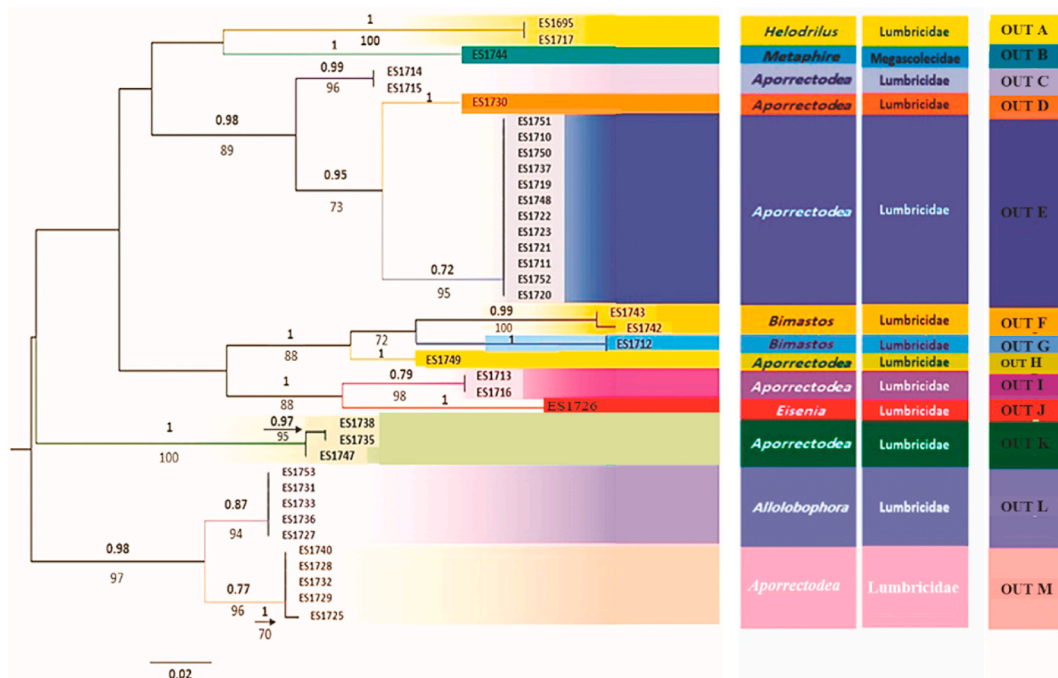 1 ES1695 Helodrilus Lumbricidae OUT A
100 ES1717
1 ES1744 Metaphire Megascolecidae OUT B
0.99 ES1714 Aporrectodea Lumbricidae OUT C
96 ES1715
1 ES1730 Aporrectodea Lumbricidae OUT D
0.98
89
0.95
73
ES1751
ES1710
ES1750
ES1737
ES1719
ES1748
ES1722 Aporrectodea Lumbricidae OUT E
ES1723
ES1721
ES1711
0.72 ES1752
95 ES1720
0.99 ES1743 Bimastos Lumbricidae OUT F
100 ES1742
1 72 1 ES1712 Bimastos Lumbricidae OUT G
88 1 ES1749 Aporrectodea Lumbricidae OUT H
0.79 ES1713 Aporrectodea Lumbricidae OUT I
1 98 ES1716
88 1 ES1726 Eisenia Lumbricidae OUT J
0.97 ES1738
1 95 ES1735 Aporrectodea Lumbricidae OUT K
100 ES1747
ES1753
ES1731
0.87 ES1733 Allolobophora Lumbricidae OUT L
ES1736
94 ES1727
0.98 ES1740
97 ES1728
0.77 ES1732 Aporrectodea Lumbricidae OUT M
96 ES1729
1 ES1725
70
0.02